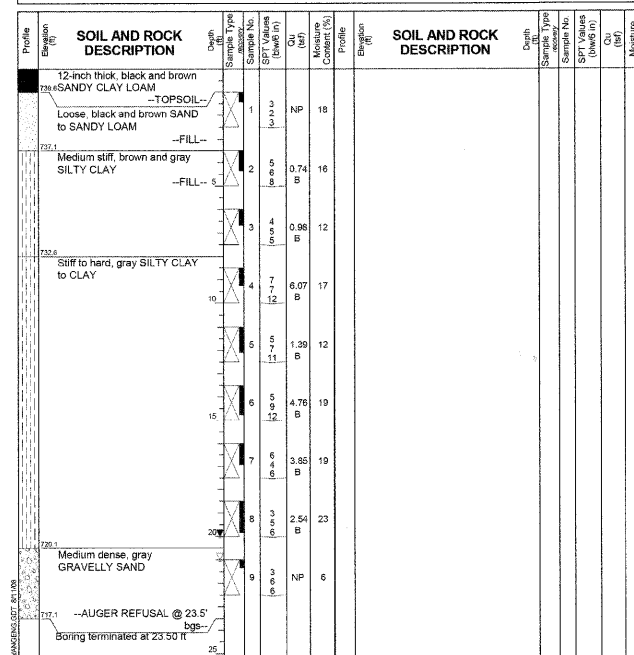 Profile
Elevation (ft)
SOIL AND ROCK DESCRIPTION
Depth (ft)
Sample Type
recovery
Sample No.
SPT Values (blw/6 in)
Qu (tsf)
Moisture Content (%)
Profile
Elevation (ft)
SOIL AND ROCK DESCRIPTION
Depth (ft)
Sample Type
recovery
Sample No.
SPT Values (blw/6 in)
Qu (tsf)
Moisture
12-inch thick, black and brown
739.6 SANDY CLAY LOAM
--TOPSOIL--
Loose, black and brown SAND
to SANDY LOAM
--FILL--
1
3
2
3
NP
18
737.1
Medium stiff, brown and gray
SILTY CLAY
--FILL--
5
2
5
6
8
0.74
B
16
3
4
5
5
0.98
B
12
732.6
Stiff to hard, gray SILTY CLAY
to CLAY
10
4
7
7
12
6.07
B
17
5
5
7
11
1.39
B
12
15
6
5
9
12
4.76
B
19
7
6
4
6
3.85
B
19
20
8
3
5
6
2.54
B
23
720.1
Medium dense, gray
GRAVELLY SAND
9
3
6
6
NP
6
717.1
--AUGER REFUSAL @ 23.5'
bgs--
Boring terminated at 23.50 ft
25
WANGENG.GDT 8/11/09